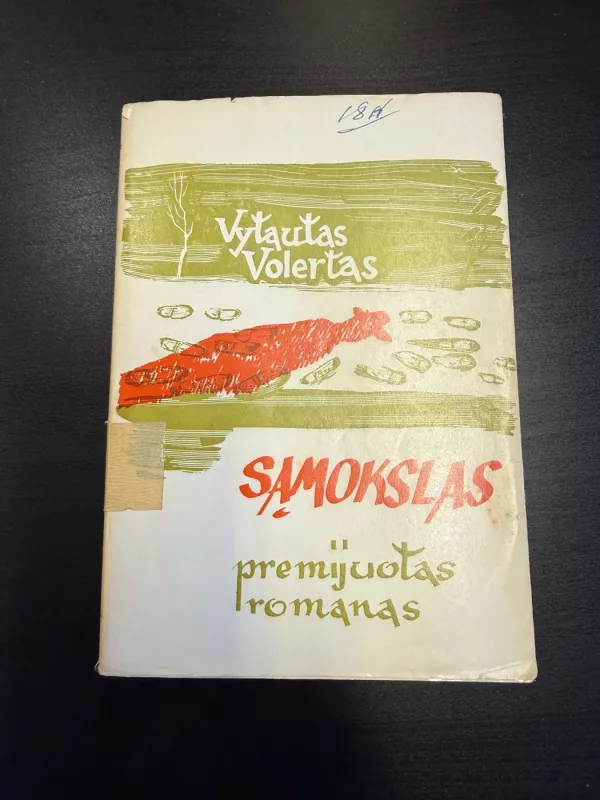 18A
Vytautas
Volertas
SĄMOKSLAS
premijuotas
romanas